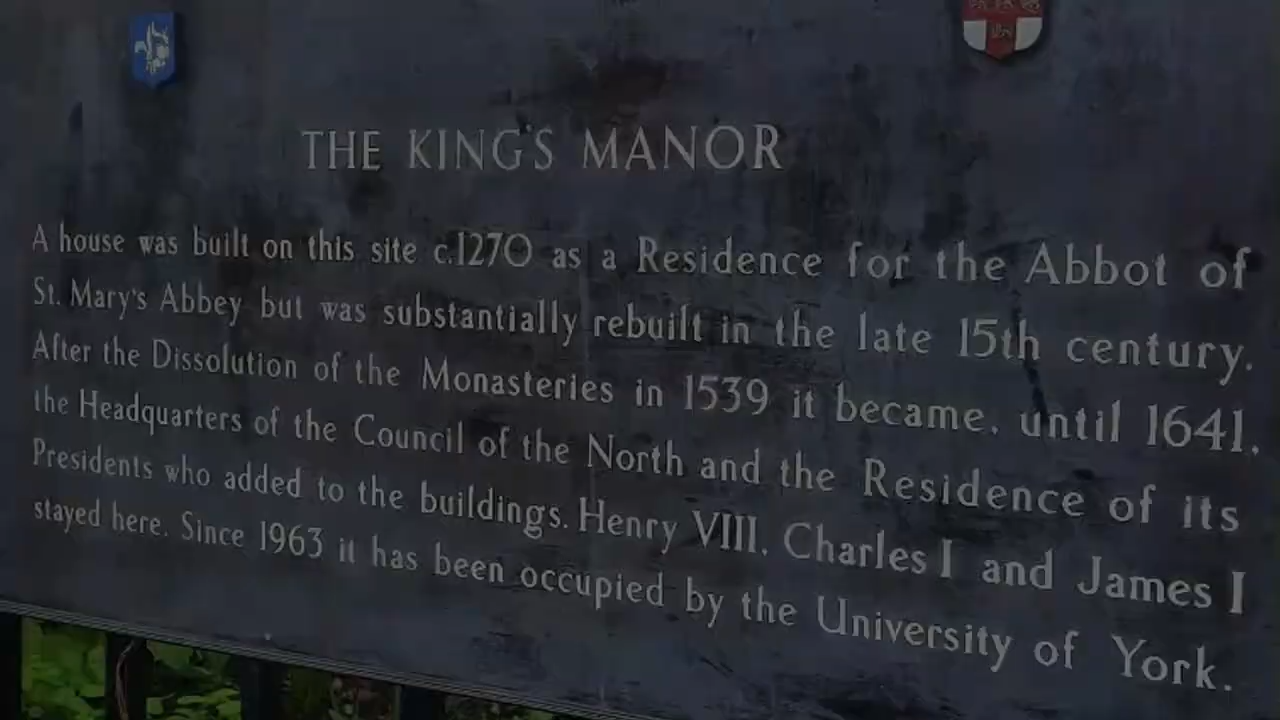 THE KING'S MANOR
A house was built on this site c.1270 as a Residence for the Abbot of
St. Mary's Abbey but was substantially rebuilt in the late 15th century.
After the Dissolution of the Monasteries in 1539 it became, until 1641,
the Headquarters of the Council of the North and the Residence of its
Presidents who added to the buildings. Henry VIII, Charles I and James I
stayed here. Since 1963 it has been occupied by the University of York.